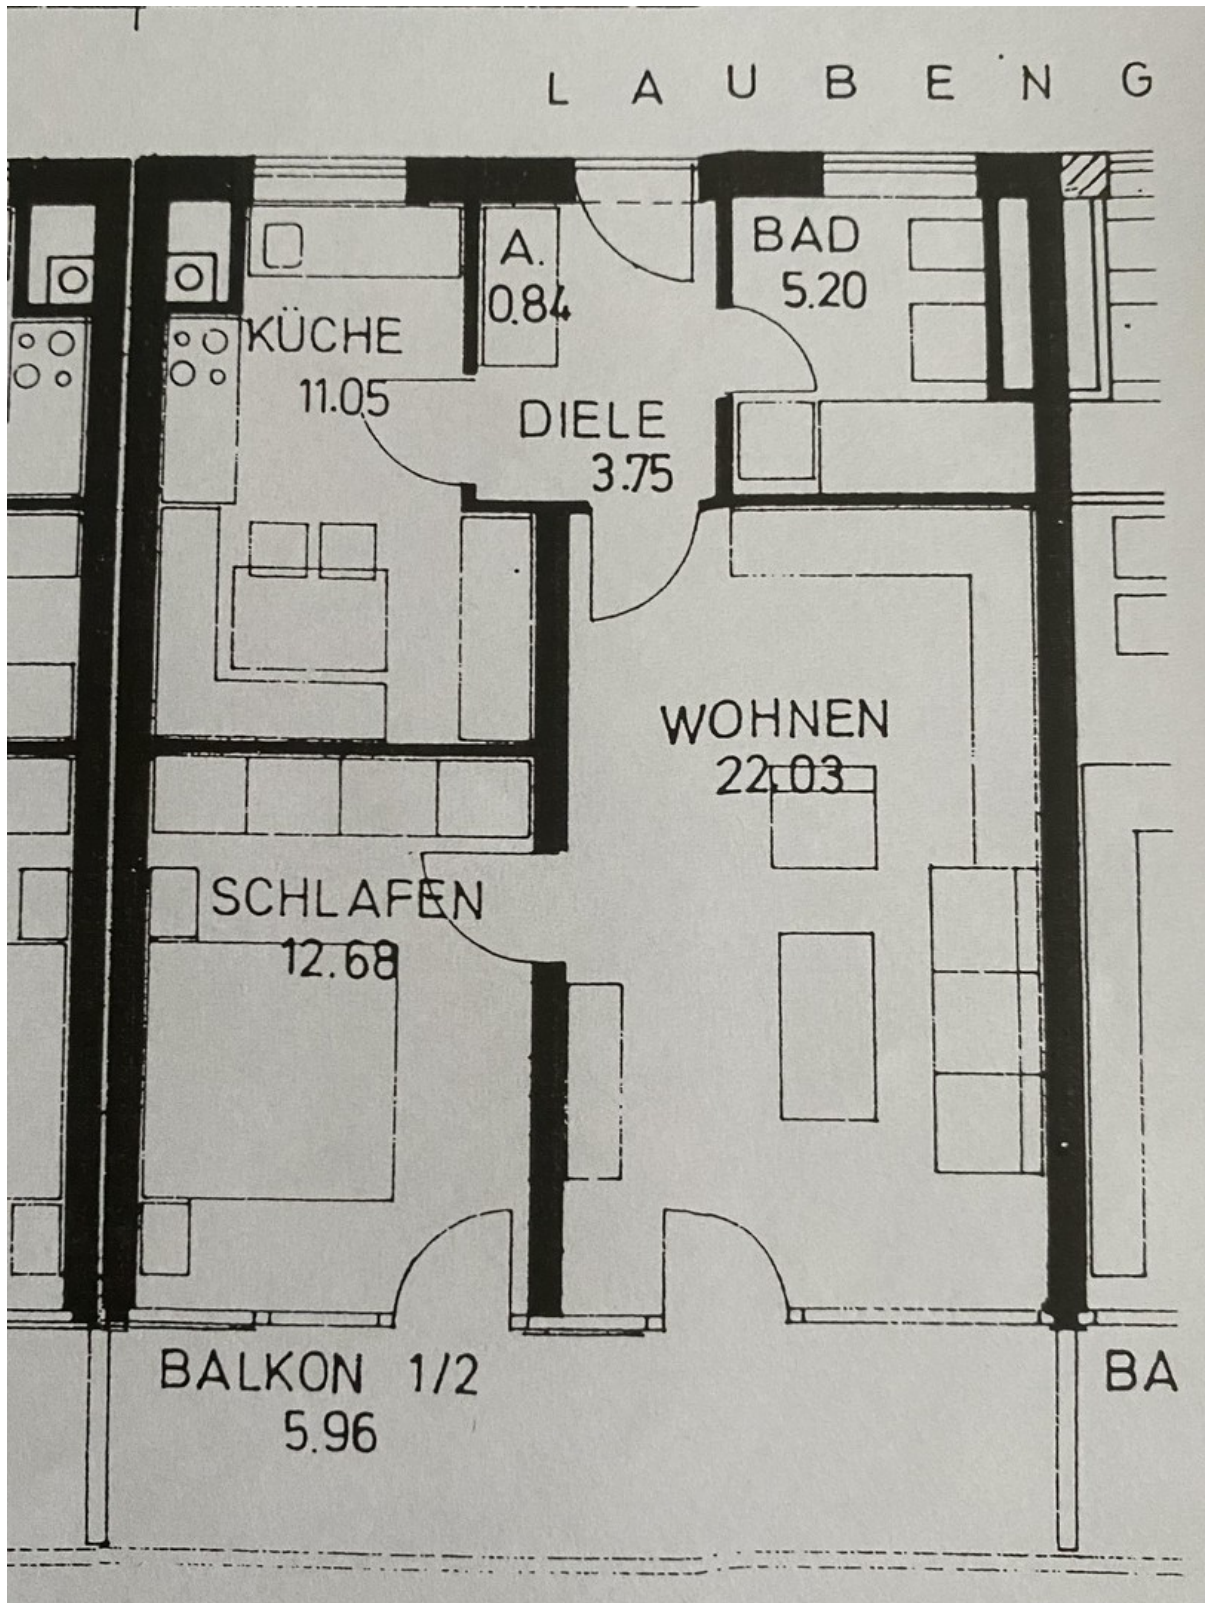 LAUBENG
BAD
5.20
A.
0.84
KÜCHE
11.05
DIELE
3.75
WOHNEN
22.03
SCHLAFEN
12.68
BALKON 1/2
5.96
BA